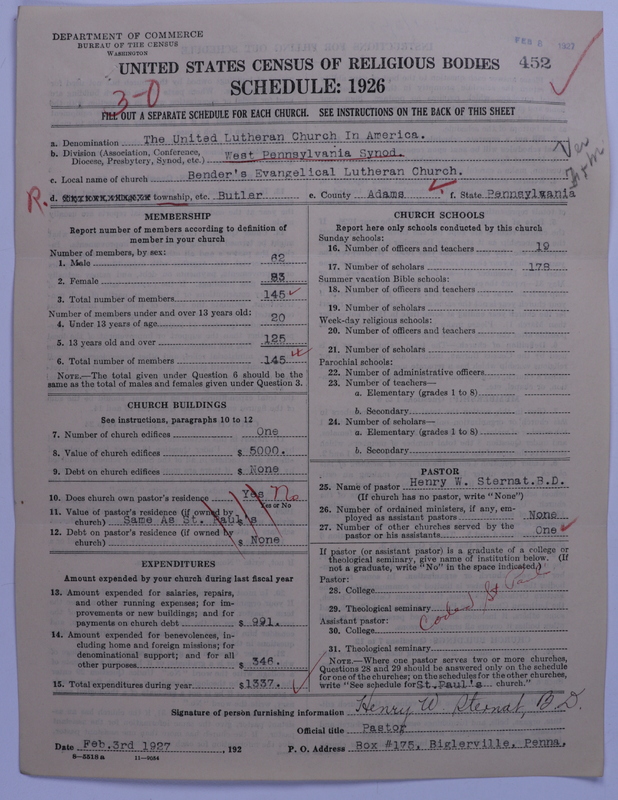 DEPARTMENT OF COMMERCE
BUREAU OF THE CENSUS
WASHINGTON
FEB 8 1927
UNITED STATES CENSUS OF RELIGIOUS BODIES 452
SCHEDULE: 1926
3-0
FILL OUT A SEPARATE SCHEDULE FOR EACH CHURCH. SEE INSTRUCTIONS ON THE BACK OF THIS SHEET
a. Denomination The United Lutheran Church In America.
b. Division (Association, Conference, Diocese, Presbytery, Synod, etc.) West Pennsylvania Synod.
c. Local name of church Bender's Evangelical Lutheran Church.
R. d. township, etc. Butler e. County Adams f. State Pennsylvania
MEMBERSHIP
Report number of members according to definition of
member in your church
Number of members, by sex:
1. Male 62
2. Female 83
3. Total number of members 145
Number of members under and over 13 years old:
4. Under 13 years of age 20
5. 13 years old and over 125
6. Total number of members 145
NOTE.—The total given under Question 6 should be
same as the total of males and females given under Question 3.
CHURCH BUILDINGS
See instructions, paragraphs 10 to 12
7. Number of church edifices One
8. Value of church edifices $ 5000.
9. Debt on church edifices $ None
10. Does church own pastor's residence Yes No
Yes or No
11. Value of pastor's residence (if owned by
church) Same As St. Paul's
12. Debt on pastor's residence (if owned by
church) $ None
EXPENDITURES
Amount expended by your church during last fiscal year
13. Amount expended for salaries, repairs,
and other running expenses; for im-
provements or new buildings; and for
payments on church debt $ 991.
14. Amount expended for benevolences, in-
cluding home and foreign missions; for
denominational support; and for all
other purposes $ 346.
15. Total expenditures during year $1337.
CHURCH SCHOOLS
Report here only schools conducted by this church
Sunday schools:
16. Number of officers and teachers 19
17. Number of scholars 178
Summer vacation Bible schools:
18. Number of officers and teachers
19. Number of scholars
Week-day religious schools:
20. Number of officers and teachers
21. Number of scholars
Parochial schools:
22. Number of administrative officers
23. Number of teachers—
a. Elementary (grades 1 to 8)
b. Secondary
24. Number of scholars—
a. Elementary (grades 1 to 8)
b. Secondary
PASTOR
25. Name of pastor Henry W. Sternat.B.D.
(If church has no pastor, write "None")
26. Number of ordained ministers, if any, em-
ployed as assistant pastors None
27. Number of other churches served by the
pastor or his assistants One
If pastor (or assistant pastor) is a graduate of a college or
theological seminary, give name of institution below. (If
not a graduate, write "No" in the space indicated.)
Pastor:
28. College
29. Theological seminary
Coded St Paul
Assistant pastor:
30. College
31. Theological seminary
NOTE.—Where one pastor serves two or more churches,
Questions 28 and 29 should be answered only on the schedule
for one of the churches; on the schedules for the other churches,
write "See schedule for St.Paul's church."
Signature of person furnishing information Henry W Sternat, B.D.
Official title Pastor
Date Feb.3rd 1927, 192 P. O. Address Box #175, Biglerville, Penna.
8—5518a 11—9054